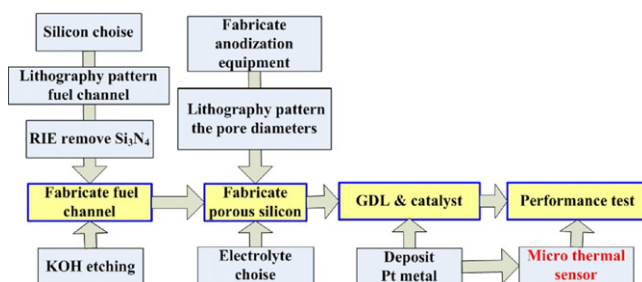 Silicon choise
Fabricate
anodization
equipment
Lithography pattern
fuel channel
Lithography pattern
the pore diameters
RIE remove Si₃N₄
Fabricate fuel
channel
Fabricate
porous silicon
GDL & catalyst
Performance test
KOH etching
Electrolyte
choise
Deposit
Pt metal
Micro thermal
sensor